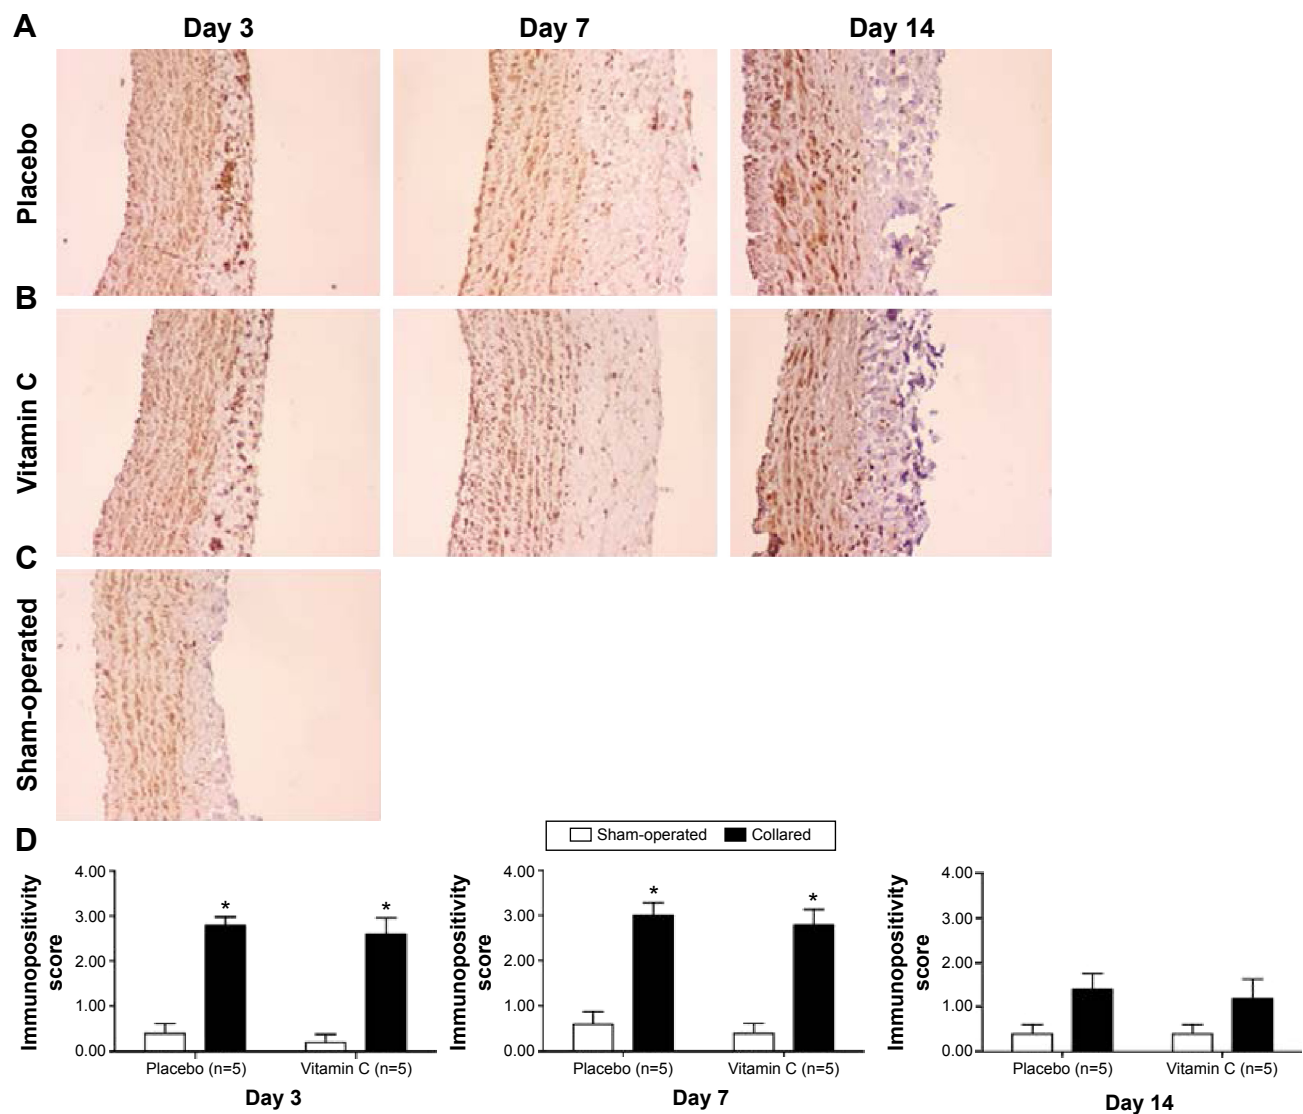 A
Day 3
Day 7
Day 14
Placebo
B
Vitamin C
C
Sham-operated
D
Sham-operated
Collared
Immunopositivity
score
4.00
3.00
2.00
1.00
0.00
*
*
Placebo (n=5)
Vitamin C (n=5)
Day 3
Immunopositivity
score
4.00
3.00
2.00
1.00
0.00
*
*
Placebo (n=5)
Vitamin C (n=5)
Day 7
Immunopositivity
score
4.00
3.00
2.00
1.00
0.00
Placebo (n=5)
Vitamin C (n=5)
Day 14